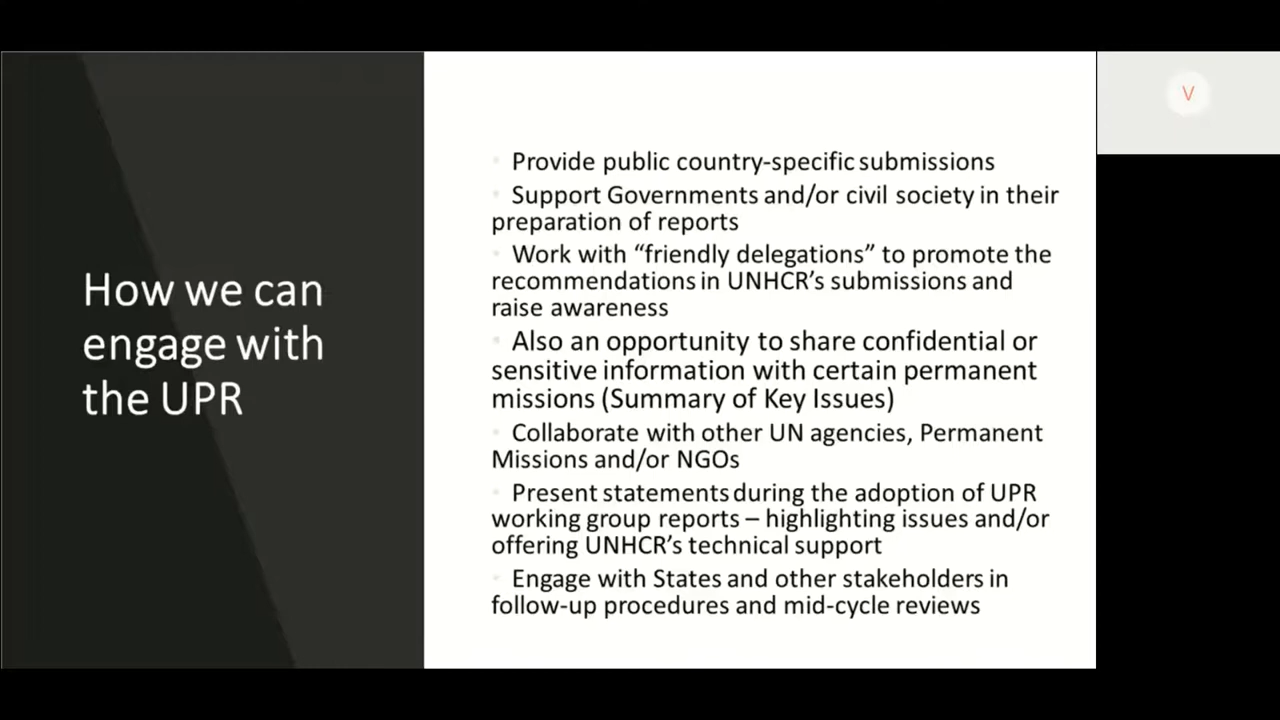 How we can
engage with
the UPR
• Provide public country-specific submissions
• Support Governments and/or civil society in their
preparation of reports
• Work with “friendly delegations” to promote the
recommendations in UNHCR’s submissions and
raise awareness
• Also an opportunity to share confidential or
sensitive information with certain permanent
missions (Summary of Key Issues)
• Collaborate with other UN agencies, Permanent
Missions and/or NGOs
• Present statements during the adoption of UPR
working group reports – highlighting issues and/or
offering UNHCR’s technical support
• Engage with States and other stakeholders in
follow-up procedures and mid-cycle reviews
V